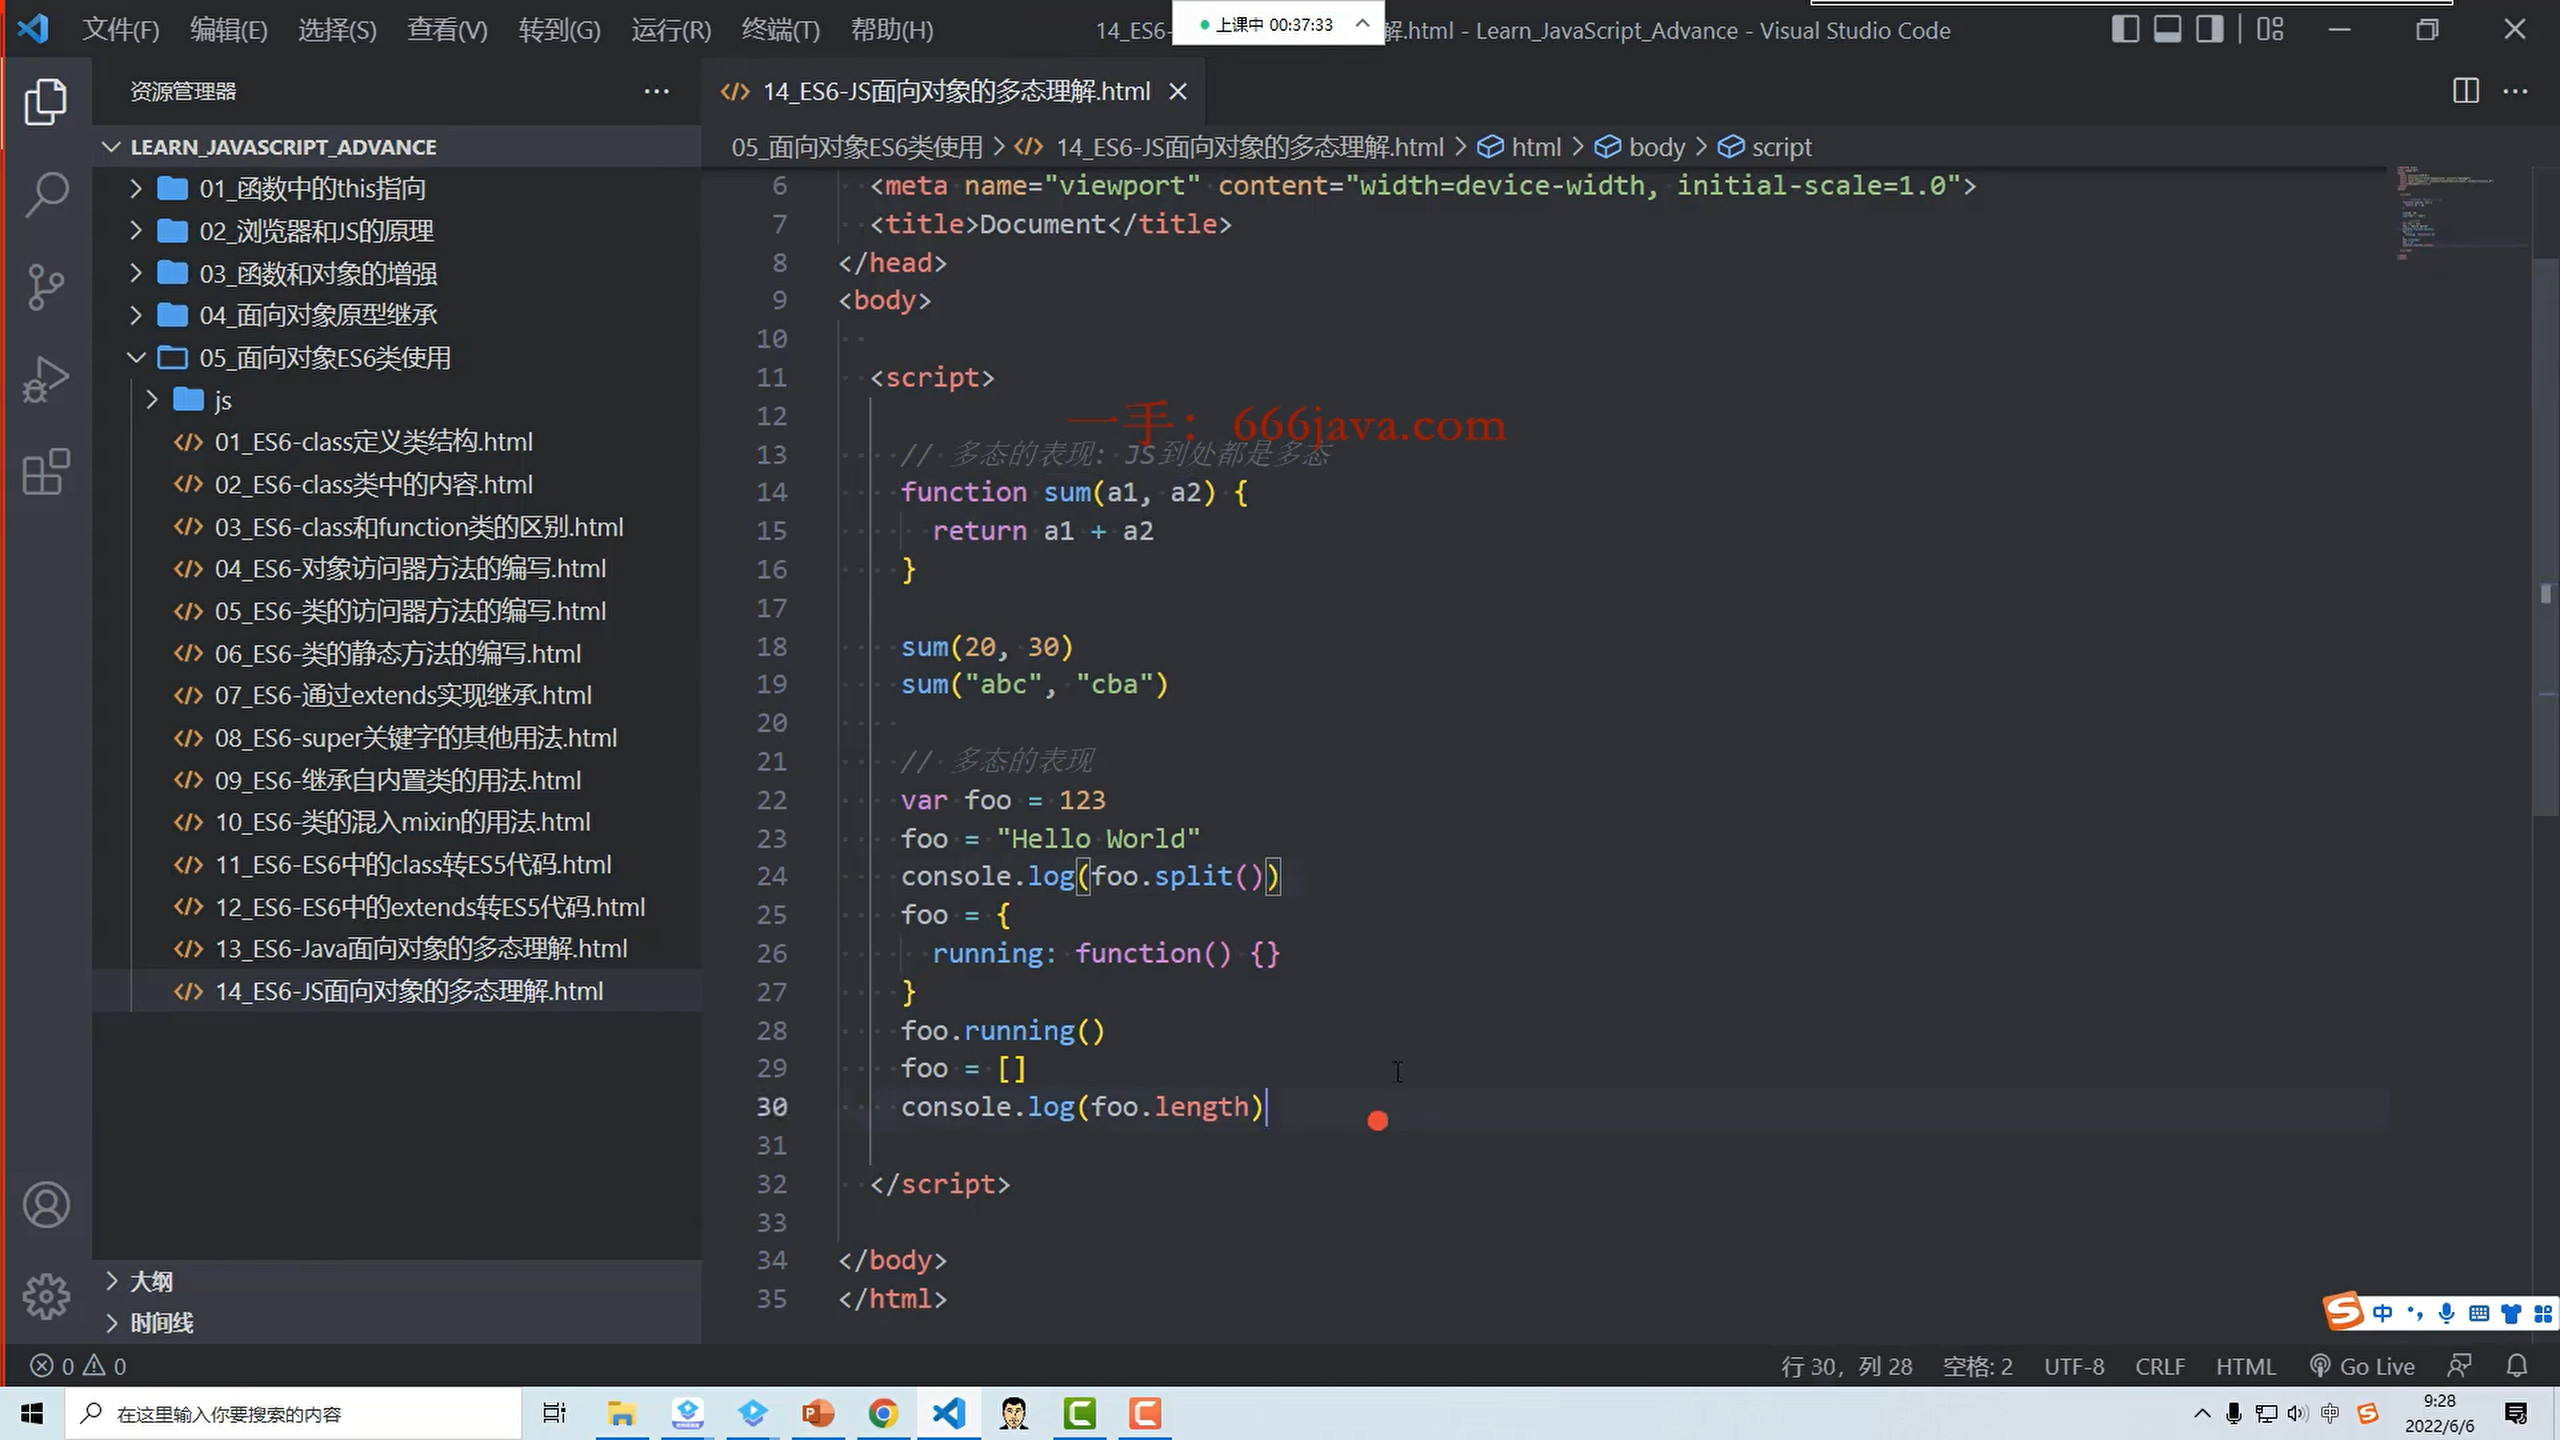 文件(F) 编辑(E) 选择(S) 查看(V) 转到(G) 运行(R) 终端(T) 帮助(H)
14_ES6- 解.html - Learn_JavaScript_Advance - Visual Studio Code
上课中 00:37:33
资源管理器
LEARN_JAVASCRIPT_ADVANCE
01_函数中的this指向
02_浏览器和JS的原理
03_函数和对象的增强
04_面向对象原型继承
05_面向对象ES6类使用
js
01_ES6-class定义类结构.html
02_ES6-class类中的内容.html
03_ES6-class和function类的区别.html
04_ES6-对象访问器方法的编写.html
05_ES6-类的访问器方法的编写.html
06_ES6-类的静态方法的编写.html
07_ES6-通过extends实现继承.html
08_ES6-super关键字的其他用法.html
09_ES6-继承自内置类的用法.html
10_ES6-类的混入mixin的用法.html
11_ES6-ES6中的class转ES5代码.html
12_ES6-ES6中的extends转ES5代码.html
13_ES6-Java面向对象的多态理解.html
14_ES6-JS面向对象的多态理解.html
大纲
时间线
14_ES6-JS面向对象的多态理解.html
05_面向对象ES6类使用 > 14_ES6-JS面向对象的多态理解.html > html > body > script
6 <meta name="viewport" content="width=device-width, initial-scale=1.0">
7 <title>Document</title>
8 </head>
9 <body>
10
11 <script>
12
一手：666java.com
13 // 多态的表现: JS到处都是多态
14 function sum(a1, a2) {
15 return a1 + a2
16 }
17
18 sum(20, 30)
19 sum("abc", "cba")
20
21 // 多态的表现
22 var foo = 123
23 foo = "Hello World"
24 console.log(foo.split())
25 foo = {
26 running: function() {}
27 }
28 foo.running()
29 foo = []
30 console.log(foo.length)
31
32 </script>
33
34 </body>
35 </html>
中
0 0
行 30，列 28 空格: 2 UTF-8 CRLF HTML Go Live
在这里输入你要搜索的内容
中
9:28
2022/6/6